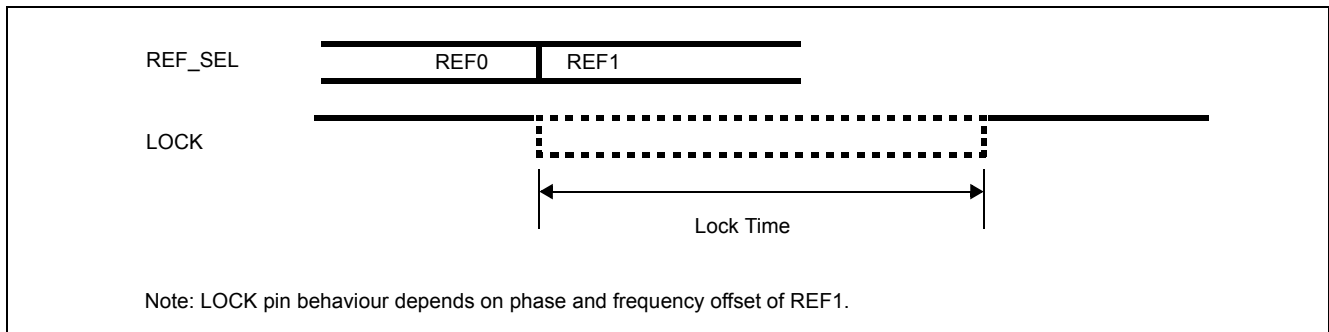 REF_SEL
REF0
REF1
LOCK
Lock Time
Note: LOCK pin behaviour depends on phase and frequency offset of REF1.